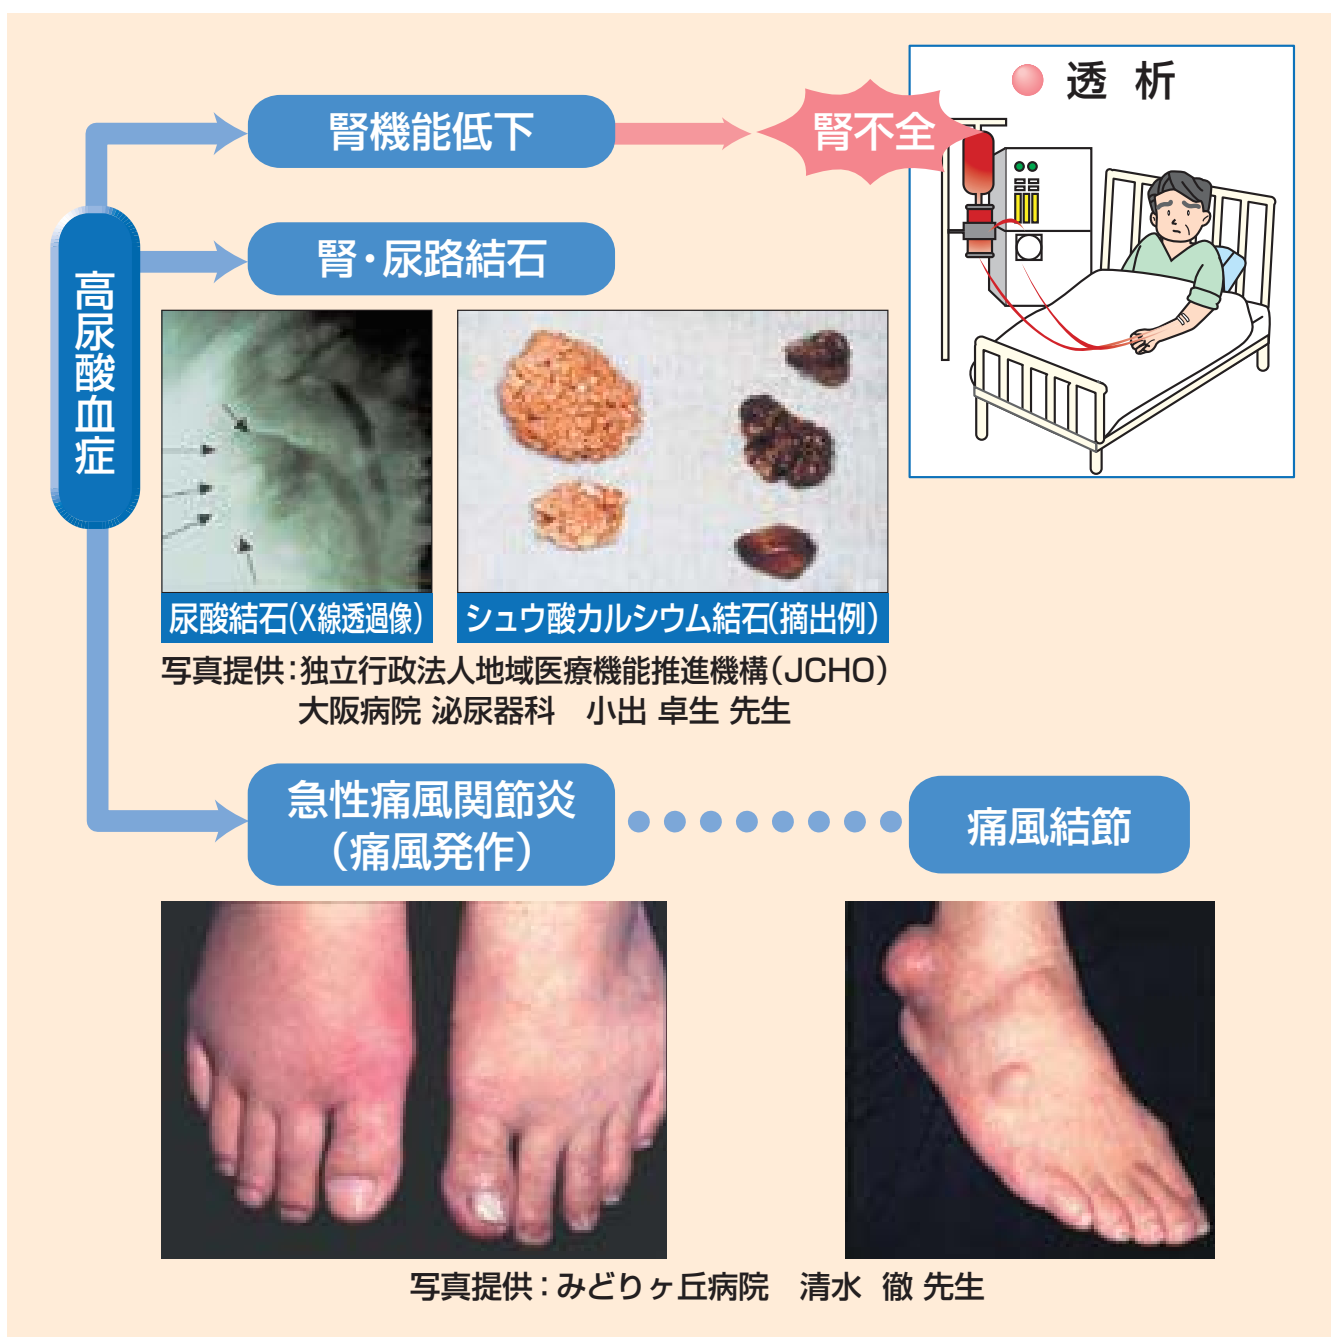 高尿酸血症
腎機能低下
腎不全
透 析
腎・尿路結石
尿酸結石(X線透過像)
シュウ酸カルシウム結石(摘出例)
写真提供:独立行政法人地域医療機能推進機構(JCHO)
大阪病院 泌尿器科 小出 卓生 先生
急性痛風関節炎
(痛風発作)
痛風結節
写真提供:みどりヶ丘病院 清水 徹 先生